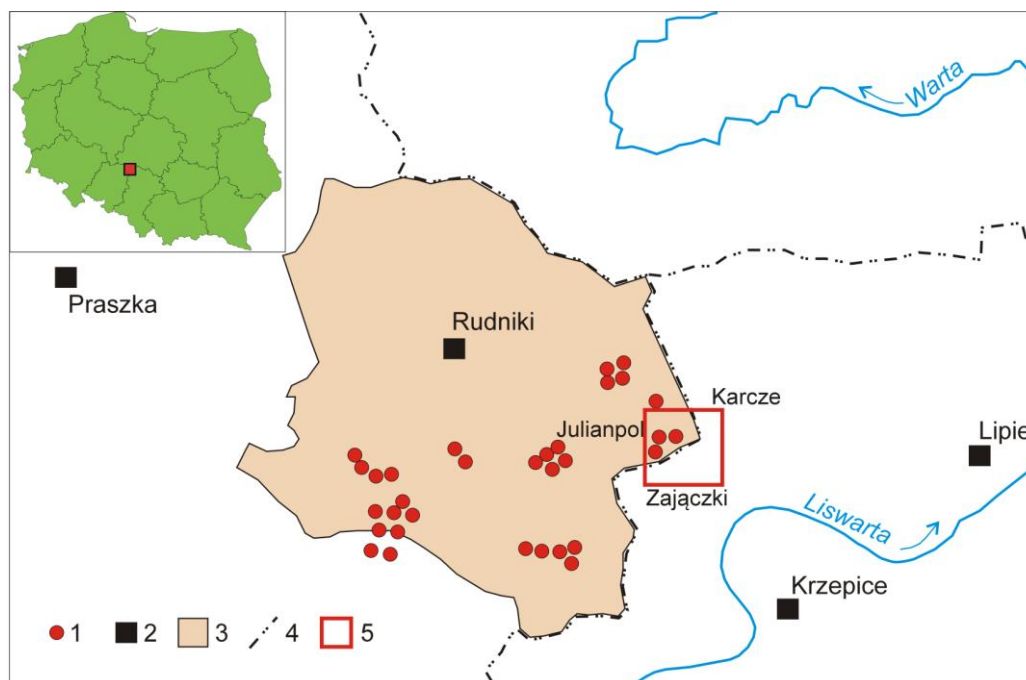 Warta
Praszka
Rudniki
Karcze
Julianpol
Lipie
Zajączki
Liswarta
Krzepice
1 2 3 4 5